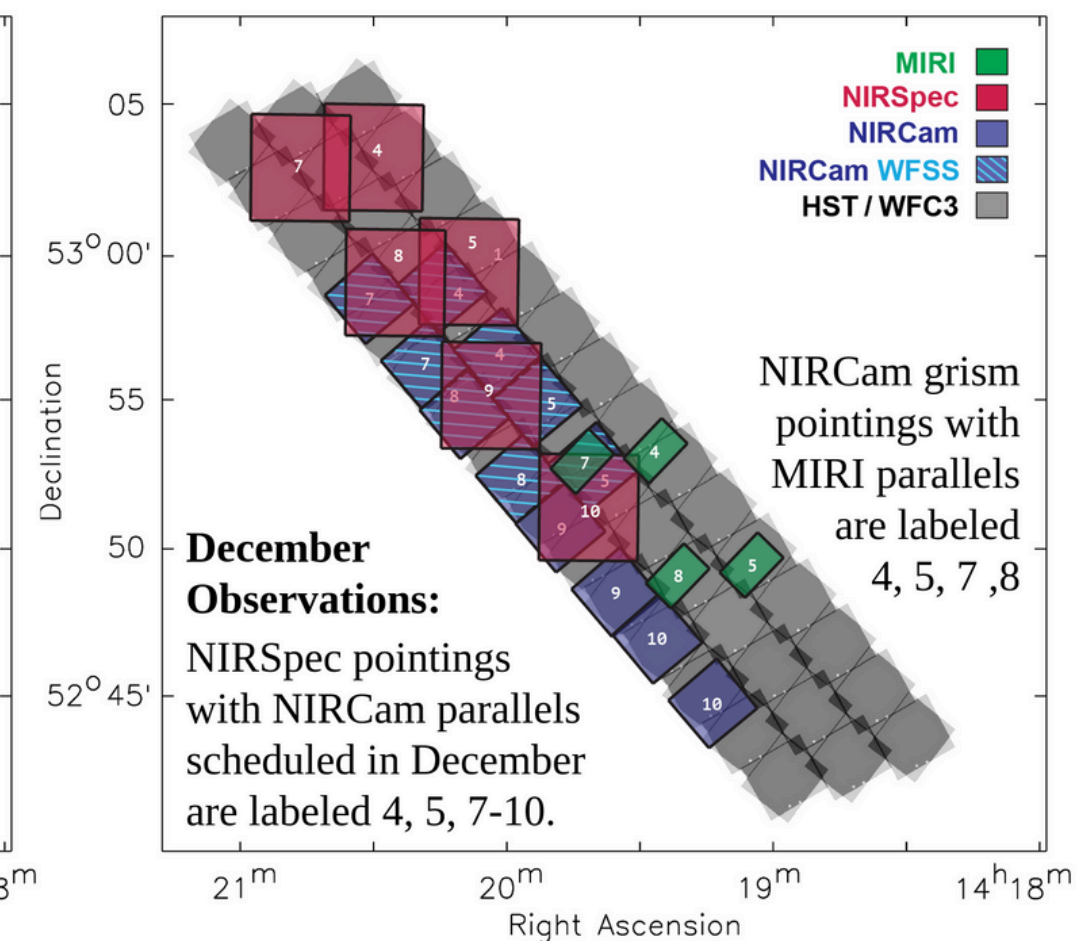 MIRI
NIRSpec
NIRCam
NIRCam WFSS
HST / WFC3
05
53° 00'
55
50
52° 45'
Declination
7
4
8
5
1
7
4
7
4
8
9
5
7
4
8
5
9
10
8
5
9
10
10
NIRCam grism
pointings with
MIRI parallels
are labeled
4, 5, 7 ,8
December
Observations:
NIRSpec pointings
with NIRCam parallels
scheduled in December
are labeled 4, 5, 7-10.
3m
21m
20m
19m
14h18m
Right Ascension